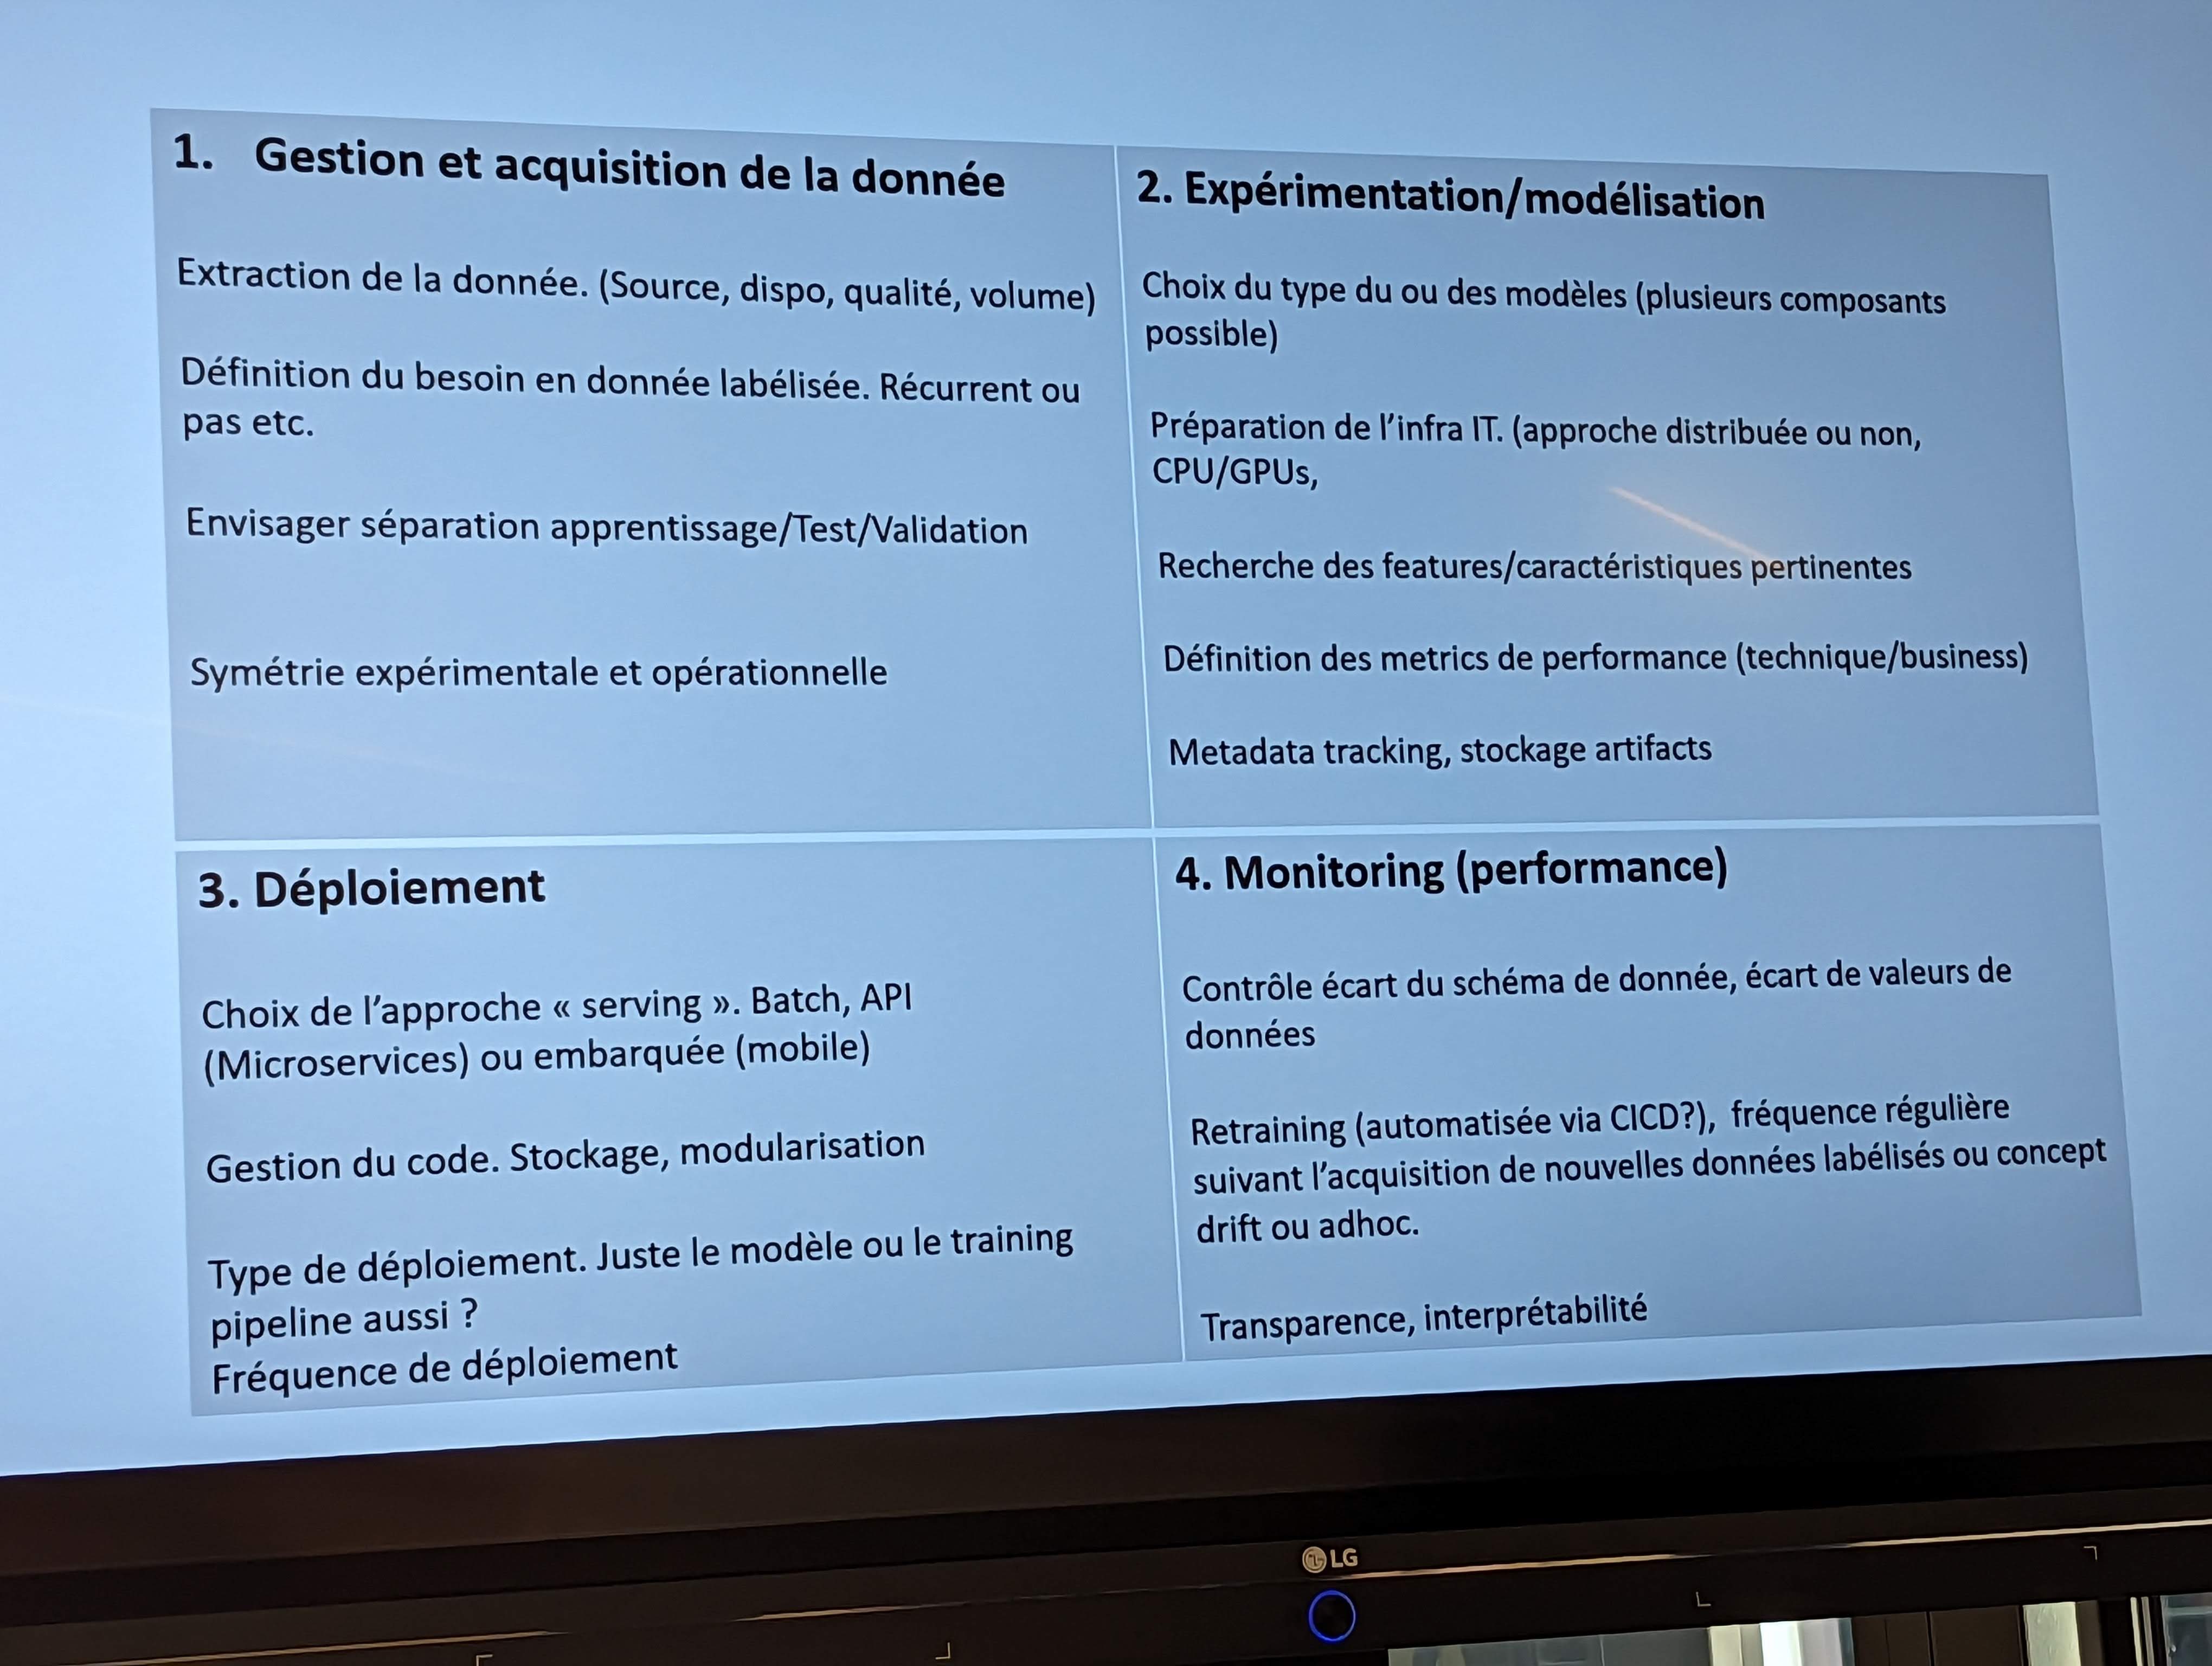 1. Gestion et acquisition de la donnée
Extraction de la donnée. (Source, dispo, qualité, volume)
Définition du besoin en donnée labélisée. Récurrent ou
pas etc.
Envisager séparation apprentissage/Test/Validation
Symétrie expérimentale et opérationnelle
2. Expérimentation/modélisation
Choix du type du ou des modèles (plusieurs composants
possible)
Préparation de l’infra IT. (approche distribuée ou non,
CPU/GPUs,
Recherche des features/caractéristiques pertinentes
Définition des metrics de performance (technique/business)
Metadata tracking, stockage artifacts
3. Déploiement
Choix de l’approche « serving ». Batch, API
(Microservices) ou embarquée (mobile)
Gestion du code. Stockage, modularisation
Type de déploiement. Juste le modèle ou le training
pipeline aussi ?
Fréquence de déploiement
4. Monitoring (performance)
Contrôle écart du schéma de donnée, écart de valeurs de
données
Retraining (automatisée via CICD?), fréquence régulière
suivant l’acquisition de nouvelles données labélisés ou concept
drift ou adhoc.
Transparence, interprétabilité
LG